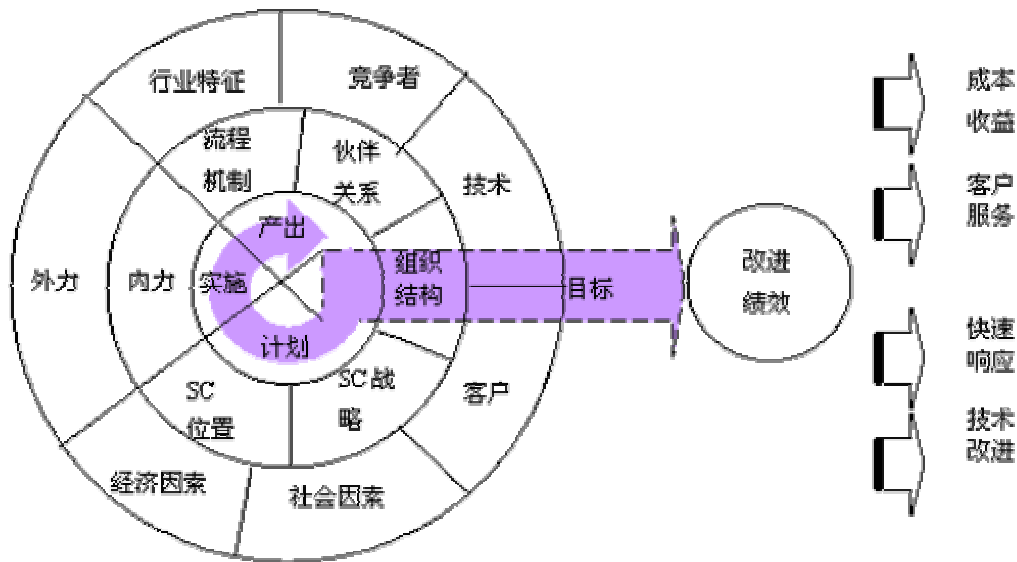 行业特征
竞争者
成本
收益
流程
机制
伙伴
关系
技术
客户
服务
产出
外力
内力
实施
组织
结构
目标
改进
绩效
计划
快速
响应
SC
位置
SC战
略
客户
技术
改进
经济因素
社会因素